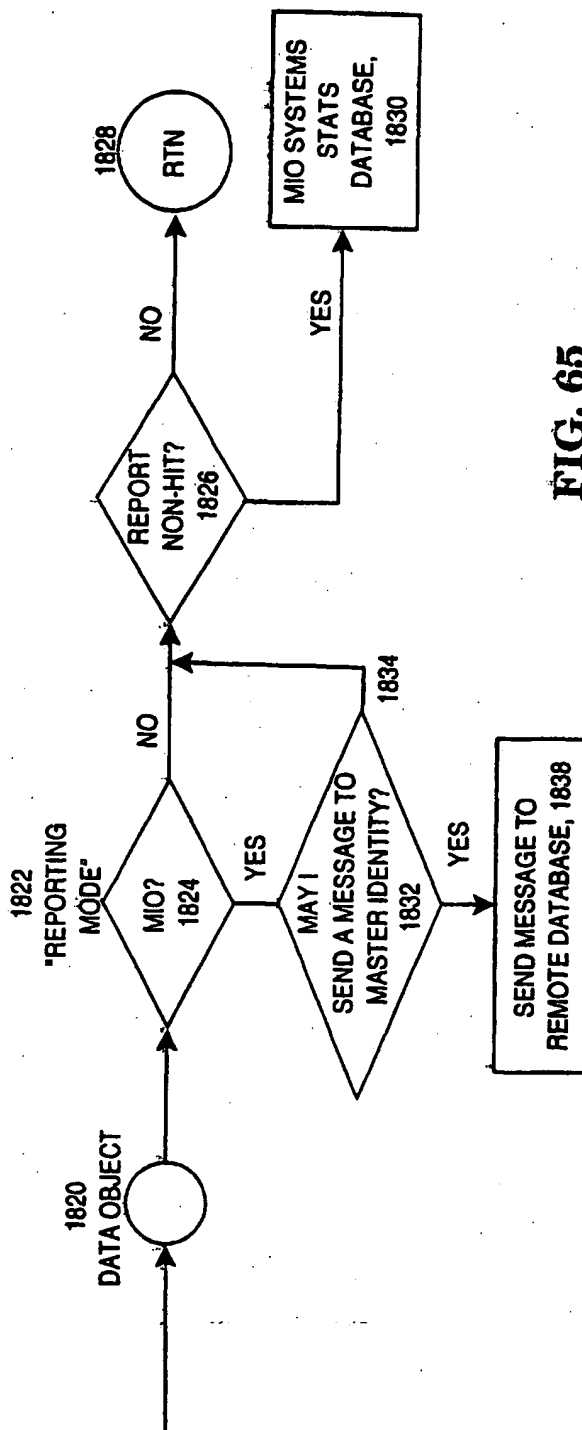 1820
DATA OBJECT
1822
"REPORTING
MODE"
MIO?
1824
NO
YES
MAY I
SEND A MESSAGE TO
MASTER IDENTITY?
1832
1834
YES
SEND MESSAGE TO
REMOTE DATABASE, 1838
REPORT
NON-HIT?
1826
NO
1828
RTN
YES
MIO SYSTEMS
STATS
DATABASE,
1830
FIG. 65